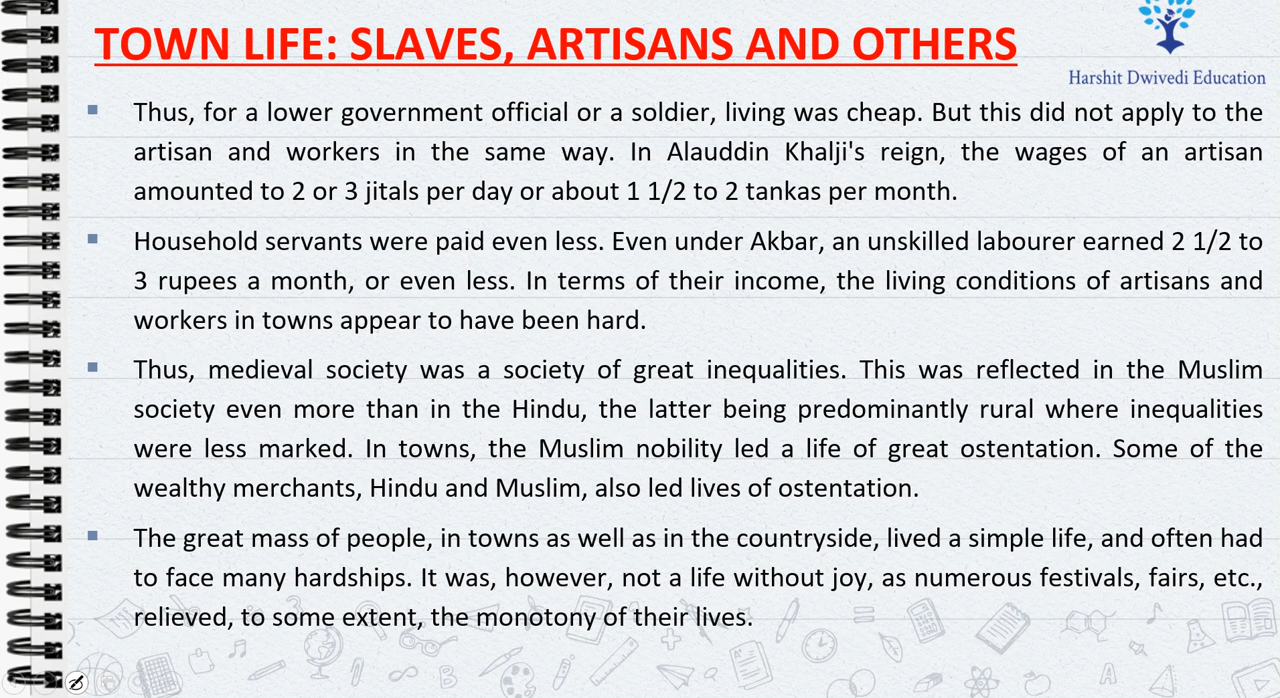 TOWN LIFE: SLAVES, ARTISANS AND OTHERS
Harshit Dwivedi Education
Thus, for a lower government official or a soldier, living was cheap. But this did not apply to the
artisan and workers in the same way. In Alauddin Khalji's reign, the wages of an artisan
amounted to 2 or 3 jitals per day or about 1 1/2 to 2 tankas per month.
Household servants were paid even less. Even under Akbar, an unskilled labourer earned 2 1/2 to
3 rupees a month, or even less. In terms of their income, the living conditions of artisans and
workers in towns appear to have been hard.
Thus, medieval society was a society of great inequalities. This was reflected in the Muslim
society even more than in the Hindu, the latter being predominantly rural where inequalities
were less marked. In towns, the Muslim nobility led a life of great ostentation. Some of the
wealthy merchants, Hindu and Muslim, also led lives of ostentation.
The great mass of people, in towns as well as in the countryside, lived a simple life, and often had
to face many hardships. It was, however, not a life without joy, as numerous festivals, fairs, etc.,
relieved, to some extent, the monotony of their lives.